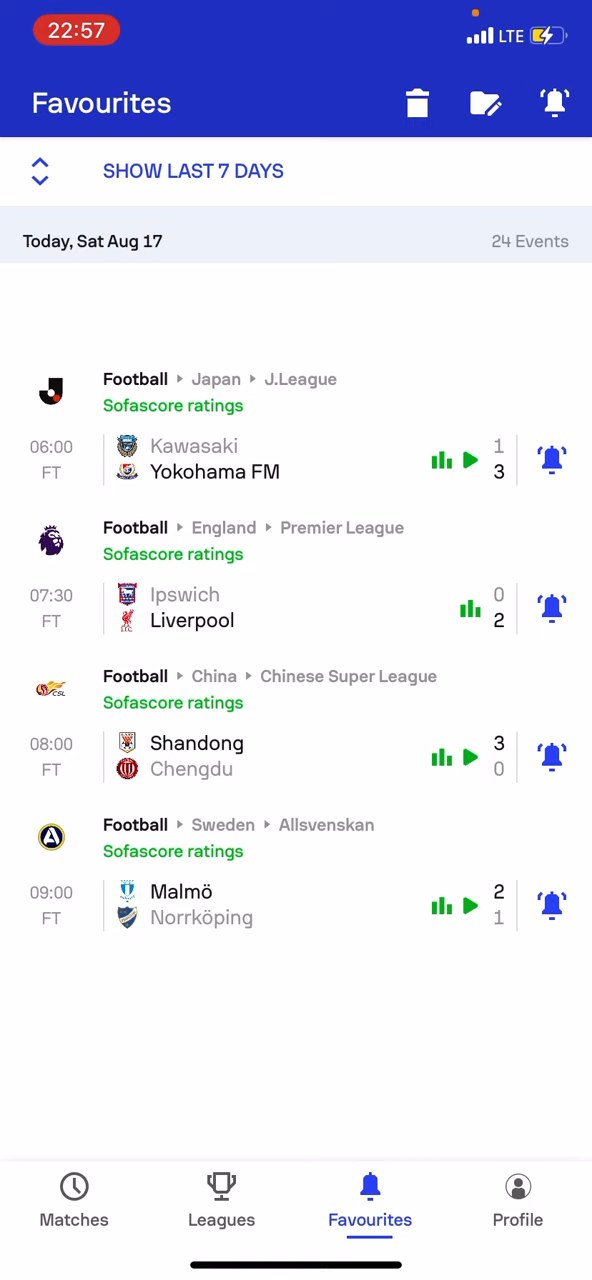 22:57
LTE
Favourites
SHOW LAST 7 DAYS
Today, Sat Aug 17
24 Events
Football Japan J.League
Sofascore ratings
06:00 Kawasaki 1
FT Yokohama FM 3
Football England Premier League
Sofascore ratings
07:30 Ipswich 0
FT Liverpool 2
Football China Chinese Super League
CSL
Sofascore ratings
08:00 Shandong 3
FT Chengdu 0
Football Sweden Allsvenskan
Sofascore ratings
09:00 Malmö 2
FT Norrköping 1
Matches Leagues Favourites Profile